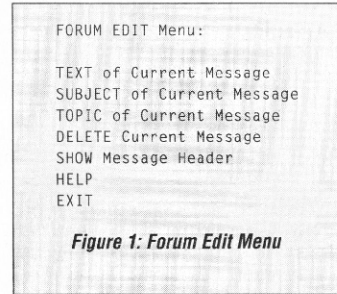 FORUM EDIT Menu:
TEXT of Current Message
SUBJECT of Current Message
TOPIC of Current Message
DELETE Current Message
SHOW Message Header
HELP
EXIT
Figure 1: Forum Edit Menu